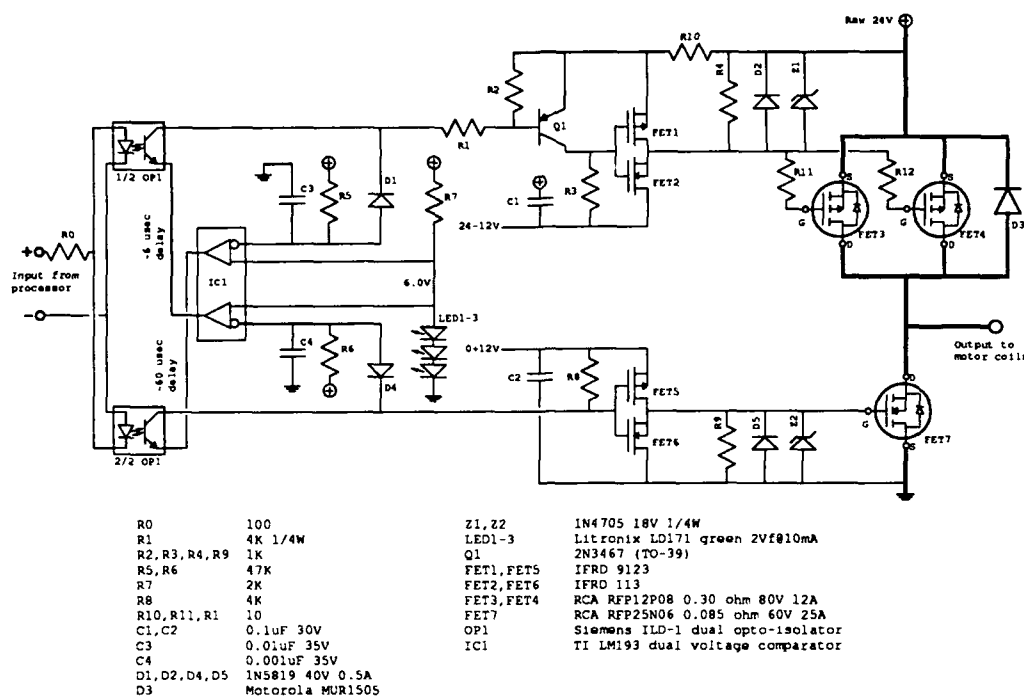 Raw 24V
R10
R2
R4
D2
Z1
Q1
FET1
R1
FET2
R11
R12
1/2 OP1
C3
R5
D1
R7
C1
R3
S
S
G
G
FET3
FET4
D3
24-12V
D
D
R0
~6 usec
delay
Input from
processor
IC1
6.0V
LED1-3
Output to
motor coils
~60 usec
delay
C4
R6
D4
0+12V
C2
R8
FET5
FET6
R9
D5
Z2
D
G
FET7
S
2/2 OP1
R0 100
R1 4K 1/4W
R2,R3,R4,R9 1K
R5,R6 47K
R7 2K
R8 4K
R10,R11,R1 10
C1,C2 0.1uF 30V
C3 0.01uF 35V
C4 0.001uF 35V
D1,D2,D4,D5 1N5819 40V 0.5A
D3 Motorola MUR1505
Z1,Z2 1N4705 18V 1/4W
LED1-3 Litronix LD171 green 2Vf@10mA
Q1 2N3467 (TO-39)
FET1,FET5 IFRD 9123
FET2,FET6 IFRD 113
FET3,FET4 RCA RFP12P08 0.30 ohm 80V 12A
FET7 RCA RFP25N06 0.085 ohm 60V 25A
OP1 Siemens ILD-1 dual opto-isolator
IC1 TI LM193 dual voltage comparator